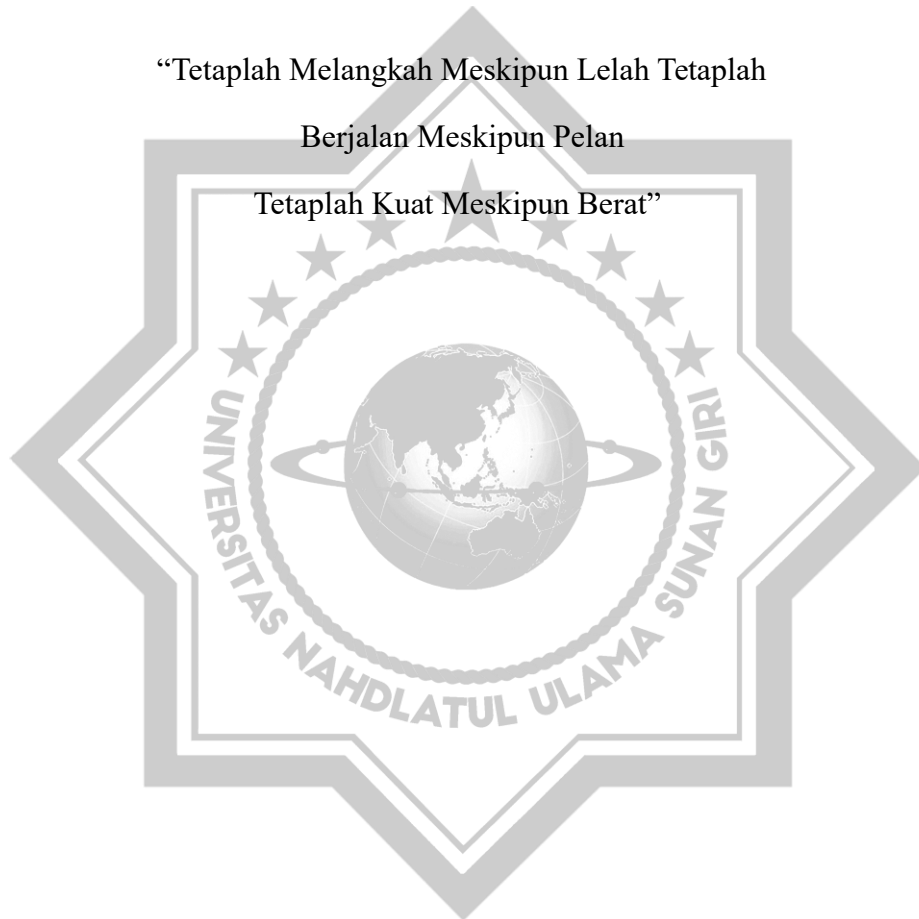 “Tetaplah Melangkah Meskipun Lelah Tetaplah
Berjalan Meskipun Pelan
Tetaplah Kuat Meskipun Berat”
UNIVERSITAS NAHDLATUL ULAMA SUNAN GIRI